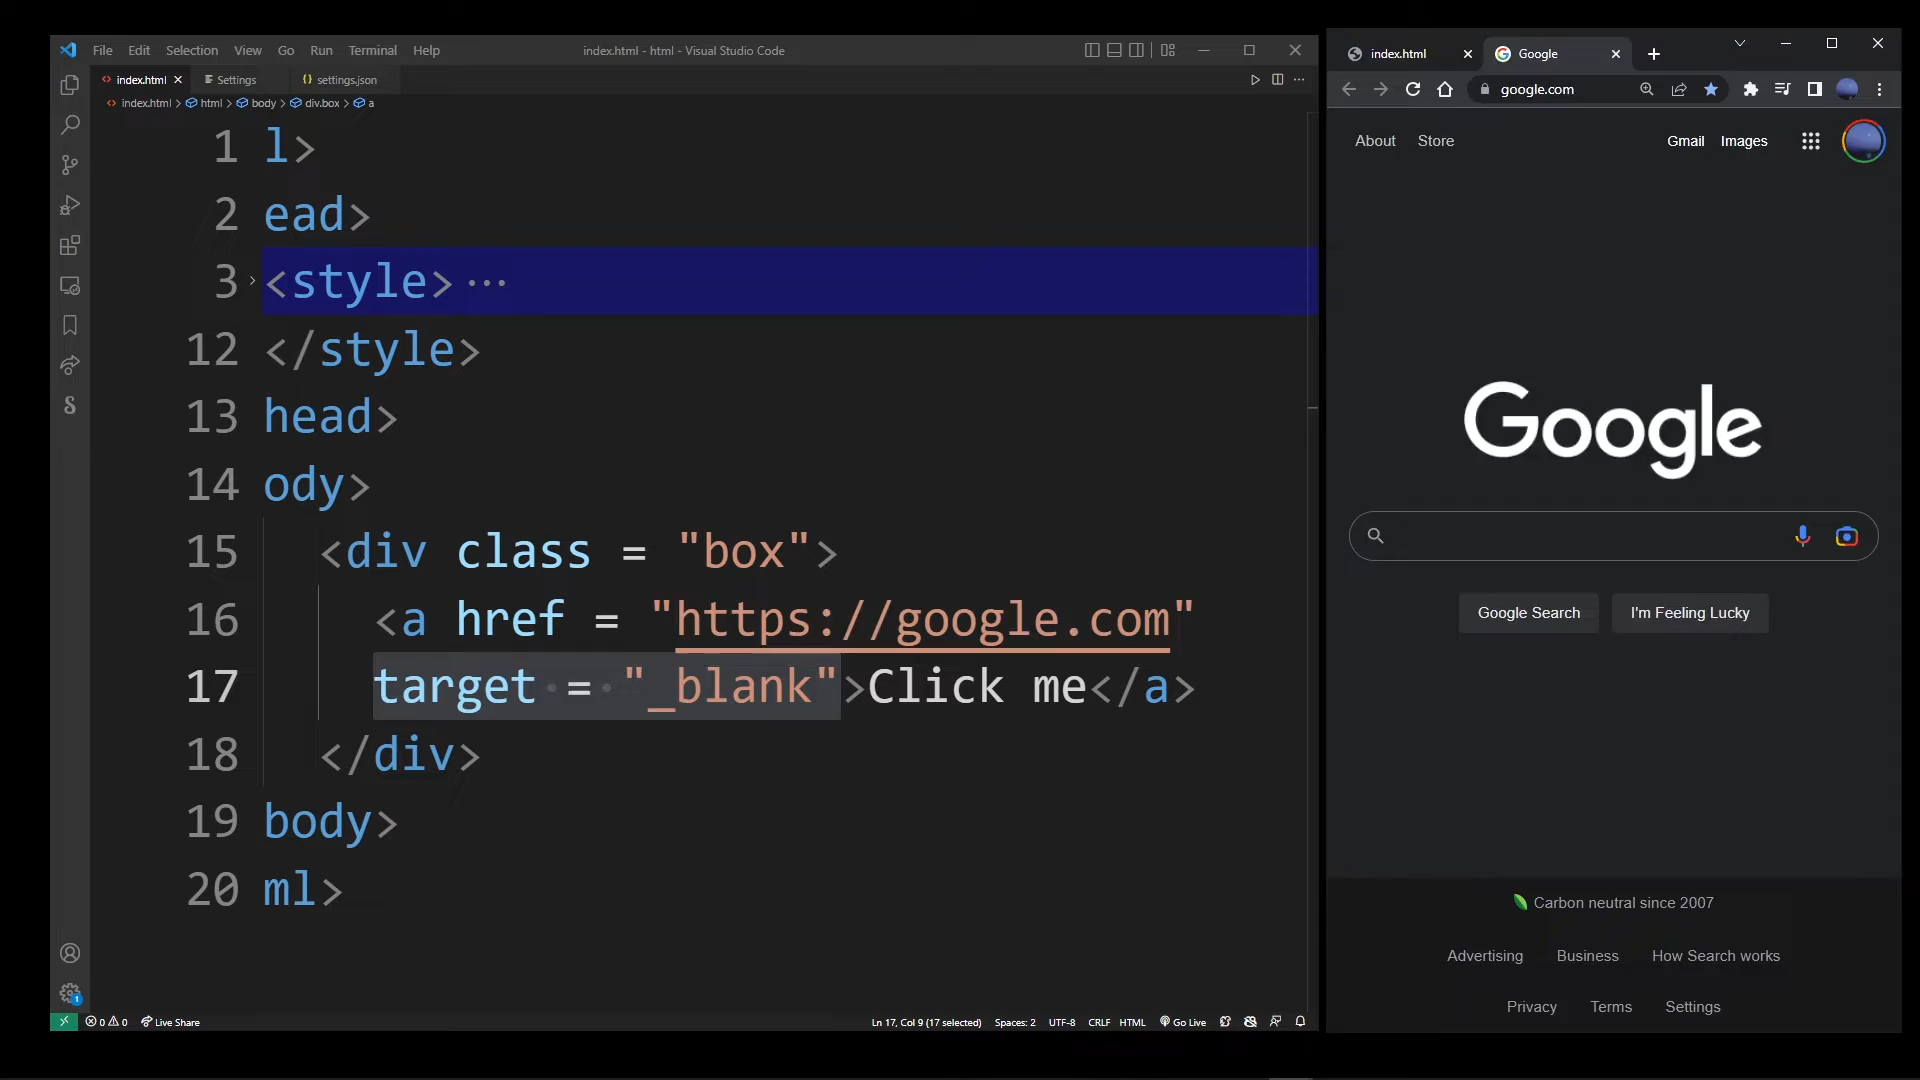 File Edit Selection View Go Run Terminal Help index.html - html - Visual Studio Code
index.html Settings settings.json
index.html > html > body > div.box > a
1 l>
2 ead>
3 <style> ···
12 </style>
13 head>
14 ody>
15 <div class = "box">
16 <a href = "https://google.com"
17 target = "_blank">Click me</a>
18 </div>
19 body>
20 ml>
1
0 0 Live Share Ln 17, Col 9 (17 selected) Spaces: 2 UTF-8 CRLF HTML Go Live
index.html Google
google.com
About Store Gmail Images
Google
Google Search I'm Feeling Lucky
Carbon neutral since 2007
Advertising Business How Search works
Privacy Terms Settings